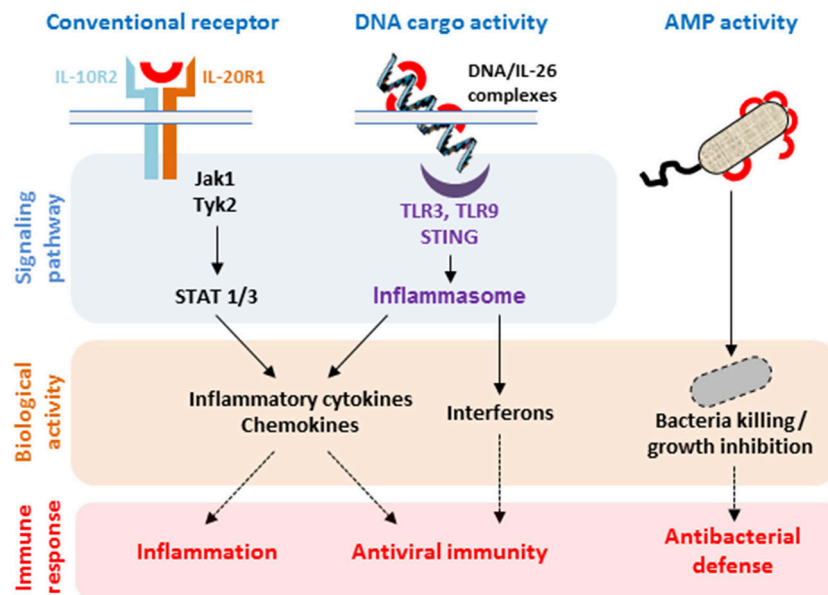 Conventional receptor
DNA cargo activity
AMP activity
IL-10R2
IL-20R1
DNA/IL-26
complexes
Signaling
pathway
Jak1
Tyk2
STAT 1/3
TLR3, TLR9
STING
Inflammasome
Biological
activity
Inflammatory cytokines
Chemokines
Interferons
Bacteria killing/
growth inhibition
Immune
response
Inflammation
Antiviral immunity
Antibacterial
defense